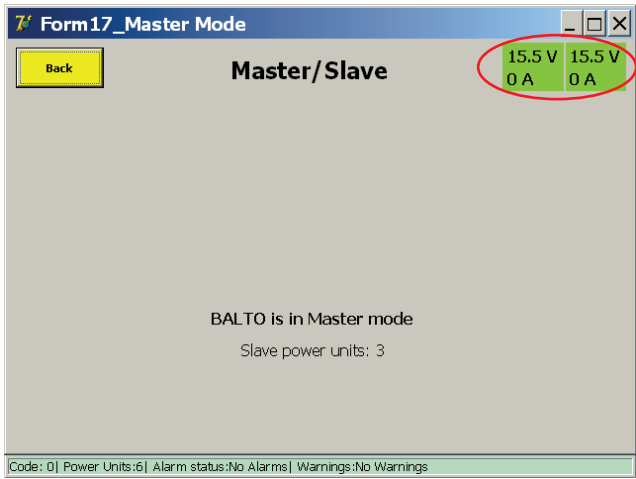 Form17_Master Mode
Back
Master/Slave
15.5 V 15.5 V
0 A 0 A
BALTO is in Master mode
Slave power units: 3
Code: 0| Power Units:6| Alarm status:No Alarms| Warnings:No Warnings